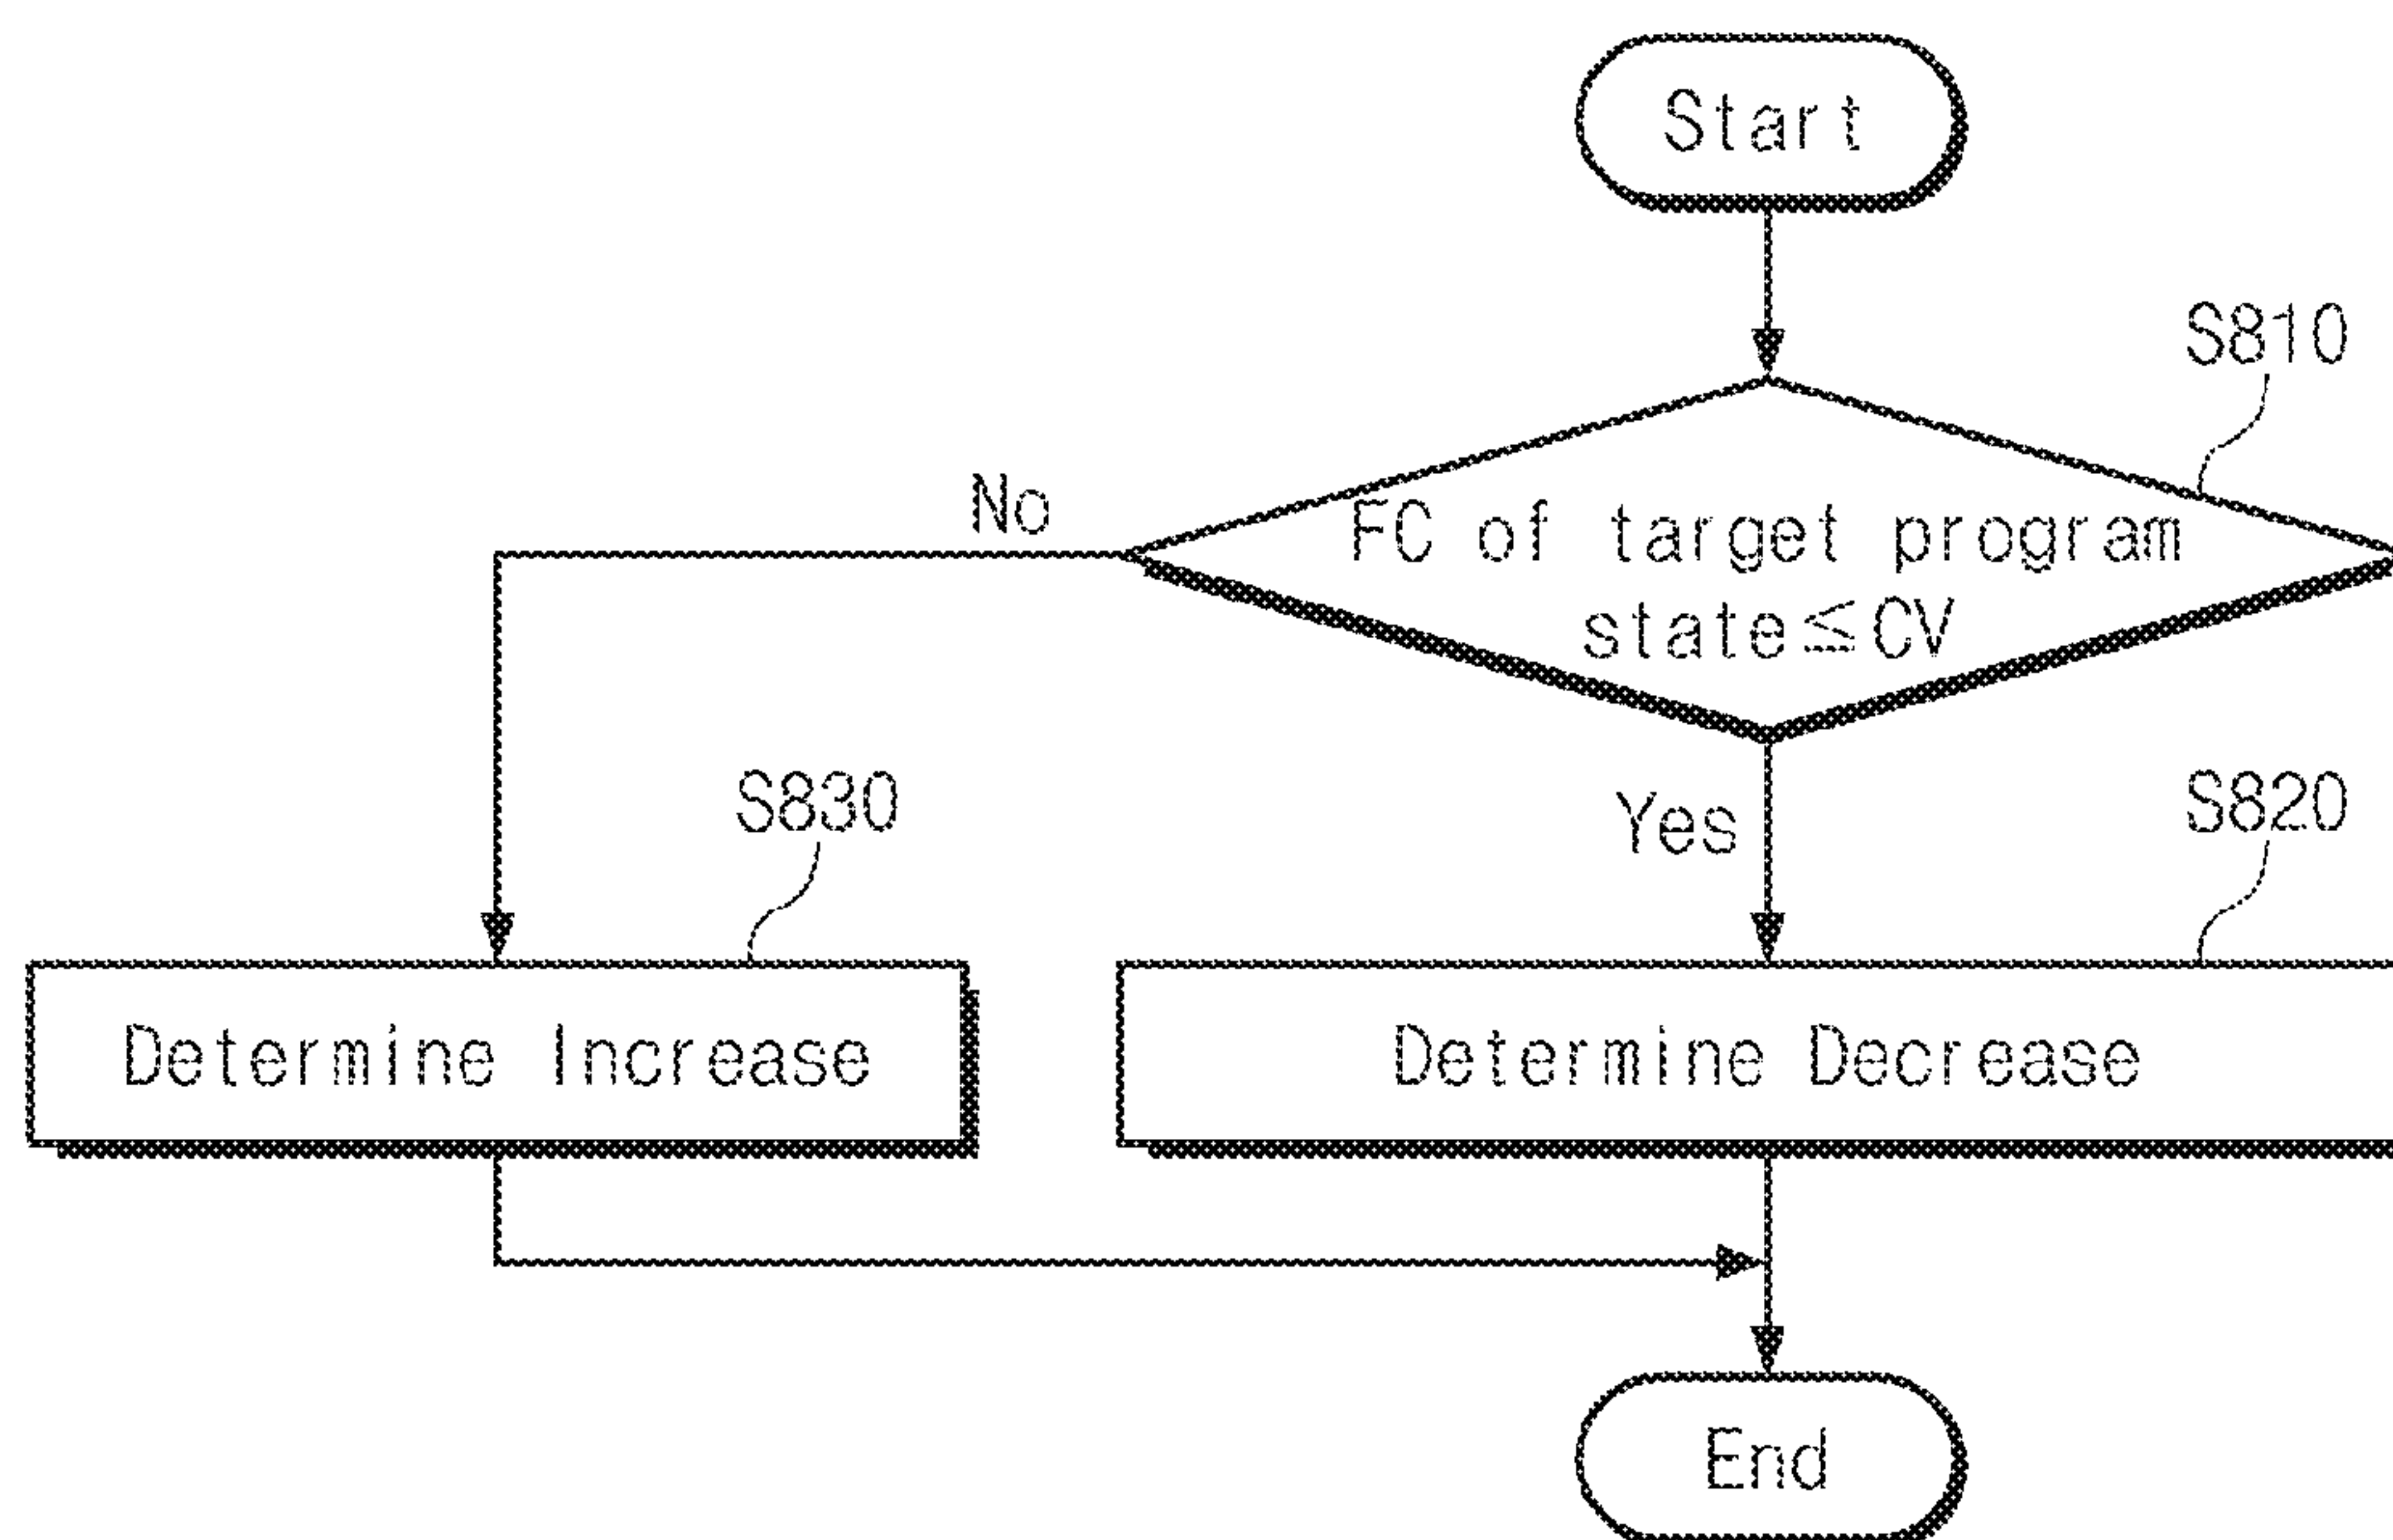 Start
S810
No
FC of target program
state≦CV
S830
Yes
S820
Determine Increase
Determine Decrease
End